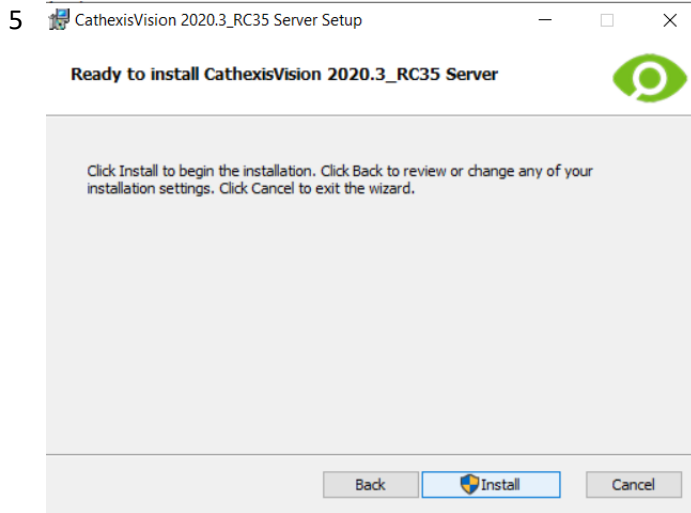 5
CathexisVision 2020.3_RC35 Server Setup
Ready to install CathexisVision 2020.3_RC35 Server
Click Install to begin the installation. Click Back to review or change any of your
installation settings. Click Cancel to exit the wizard.
Back Install Cancel